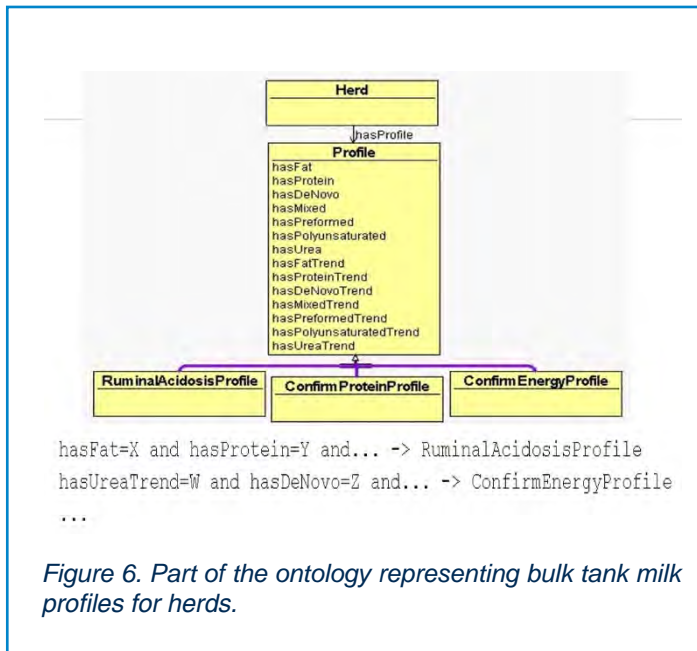 Herd
hasProfile
Profile
hasFat
hasProtein
hasDeNovo
hasMixed
hasPreformed
hasPolyunsaturated
hasUrea
hasFatTrend
hasProteinTrend
hasDeNovoTrend
hasMixedTrend
hasPreformedTrend
hasPolyunsaturatedTrend
hasUreaTrend
RuminalAcidosisProfile ConfirmProteinProfile ConfirmEnergyProfile
hasFat=X and hasProtein=Y and... -> RuminalAcidosisProfile
hasUreaTrend=W and hasDeNovo=Z and... -> ConfirmEnergyProfile
...
Figure 6. Part of the ontology representing bulk tank milk
profiles for herds.